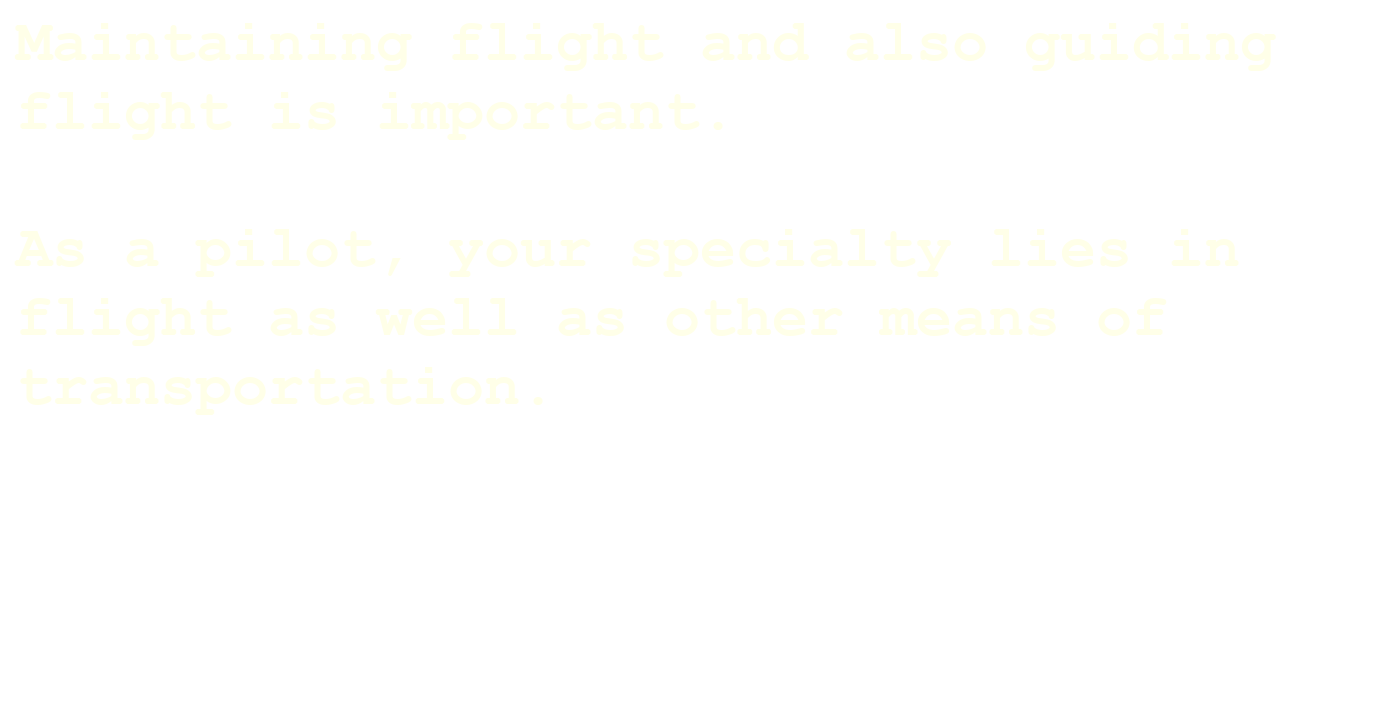 Maintaining flight and also guiding
flight is important.
As a pilot, your specialty lies in
flight as well as other means of
transportation.